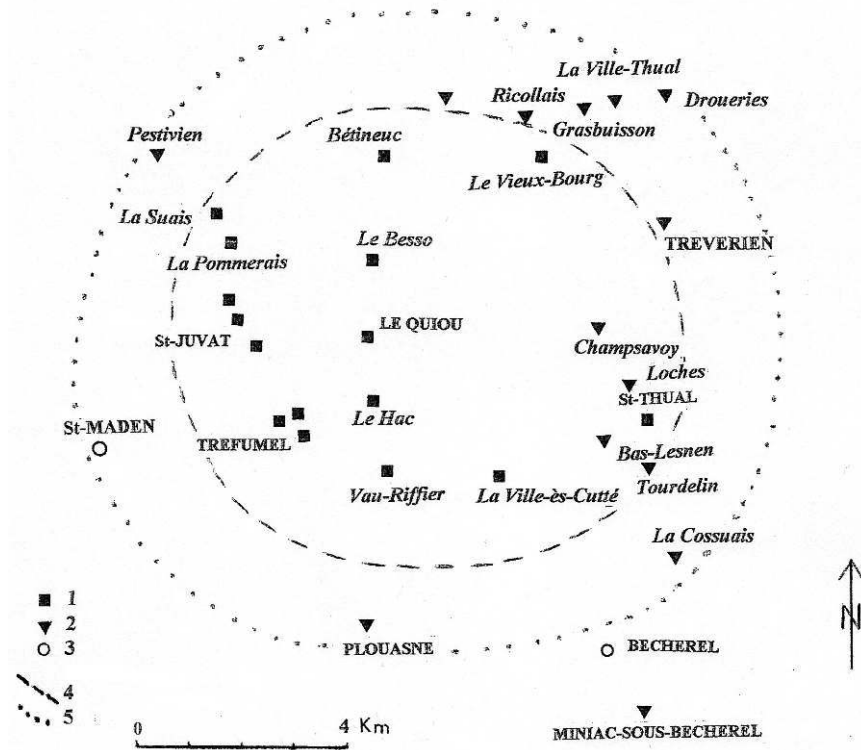 La Ville-Thual
Ricollais
Droueries
Grasbuisson
Pestivien
Bétineuc
Le Vieux-Bourg
La Suais
Le Besso
TREVERIEN
La Pommerais
LE QUIOU
St-JUVAT
Champsavoy
Loches
St-THUAL
St-MADEN
Le Hac
TREFUMEL
Bas-Lesnen
Vau-Riffier
La Ville-ès-Cutté
Tourdelin
La Cossuais
1
2
3
N
PLOUASNE
BECHEREL
4
5
0
4 Km
MINIAC-SOUS-BECHEREL